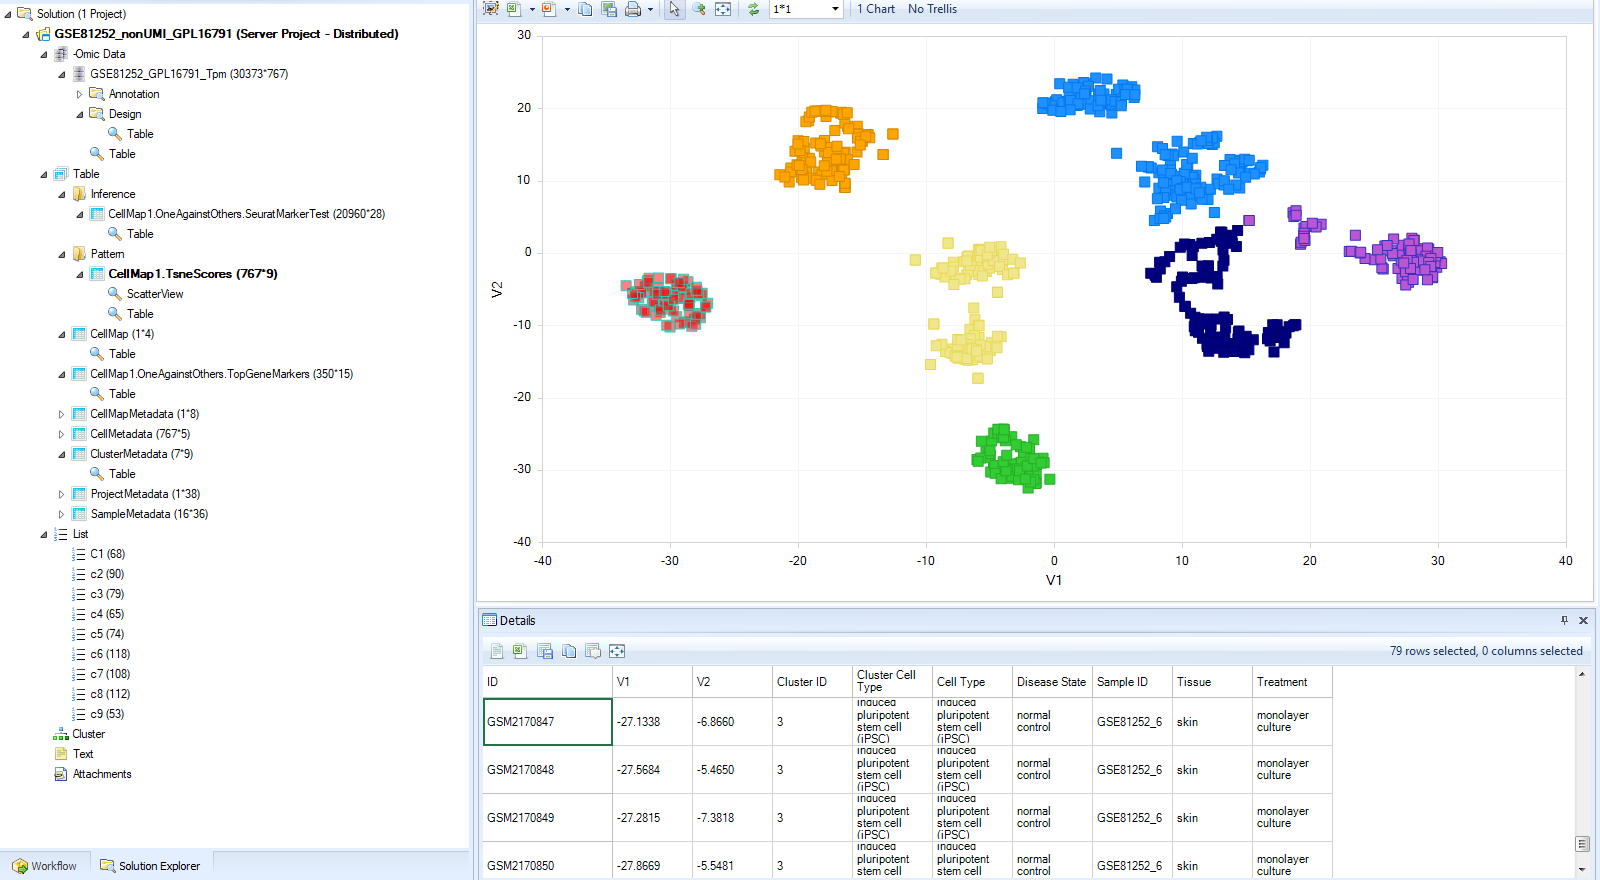 Solution (1 Project)
GSE81252_nonUMI_GPL16791 (Server Project - Distributed)
-Omic Data
GSE81252_GPL16791_Tpm (30373*767)
Annotation
Design
Table
Table
Table
Inference
CellMap1.OneAgainstOthers.SeuratMarkerTest (20960*28)
Table
Pattern
CellMap1.TsneScores (767*9)
ScatterView
Table
CellMap (1*4)
Table
CellMap1.OneAgainstOthers.TopGeneMarkers (350*15)
Table
CellMapMetadata (1*8)
CellMetadata (767*5)
ClusterMetadata (7*9)
Table
ProjectMetadata (1*38)
SampleMetadata (16*36)
List
C1 (68)
c2 (90)
c3 (79)
c4 (65)
c5 (74)
c6 (118)
c7 (108)
c8 (112)
c9 (53)
Cluster
Text
Attachments
Workflow Solution Explorer
1*1 1 Chart No Trellis
30
20
10
0
-10
-20
-30
-40
V2
-40 -30 -20 -10 0 10 20 30 40
V1
Details
79 rows selected, 0 columns selected
ID V1 V2 Cluster ID Cluster Cell Type Cell Type Disease State Sample ID Tissue Treatment
GSM2170847 -27.1338 -6.8660 3 induced pluripotent stem cell (iPSC) induced pluripotent stem cell (iPSC) normal control GSE81252_6 skin monolayer culture
GSM2170848 -27.5684 -5.4650 3 induced pluripotent stem cell (iPSC) induced pluripotent stem cell (iPSC) normal control GSE81252_6 skin monolayer culture
GSM2170849 -27.2815 -7.3818 3 induced pluripotent stem cell (iPSC) induced pluripotent stem cell (iPSC) normal control GSE81252_6 skin monolayer culture
GSM2170850 -27.8669 -5.5481 3 induced pluripotent stem cell induced pluripotent stem cell normal control GSE81252_6 skin monolayer culture